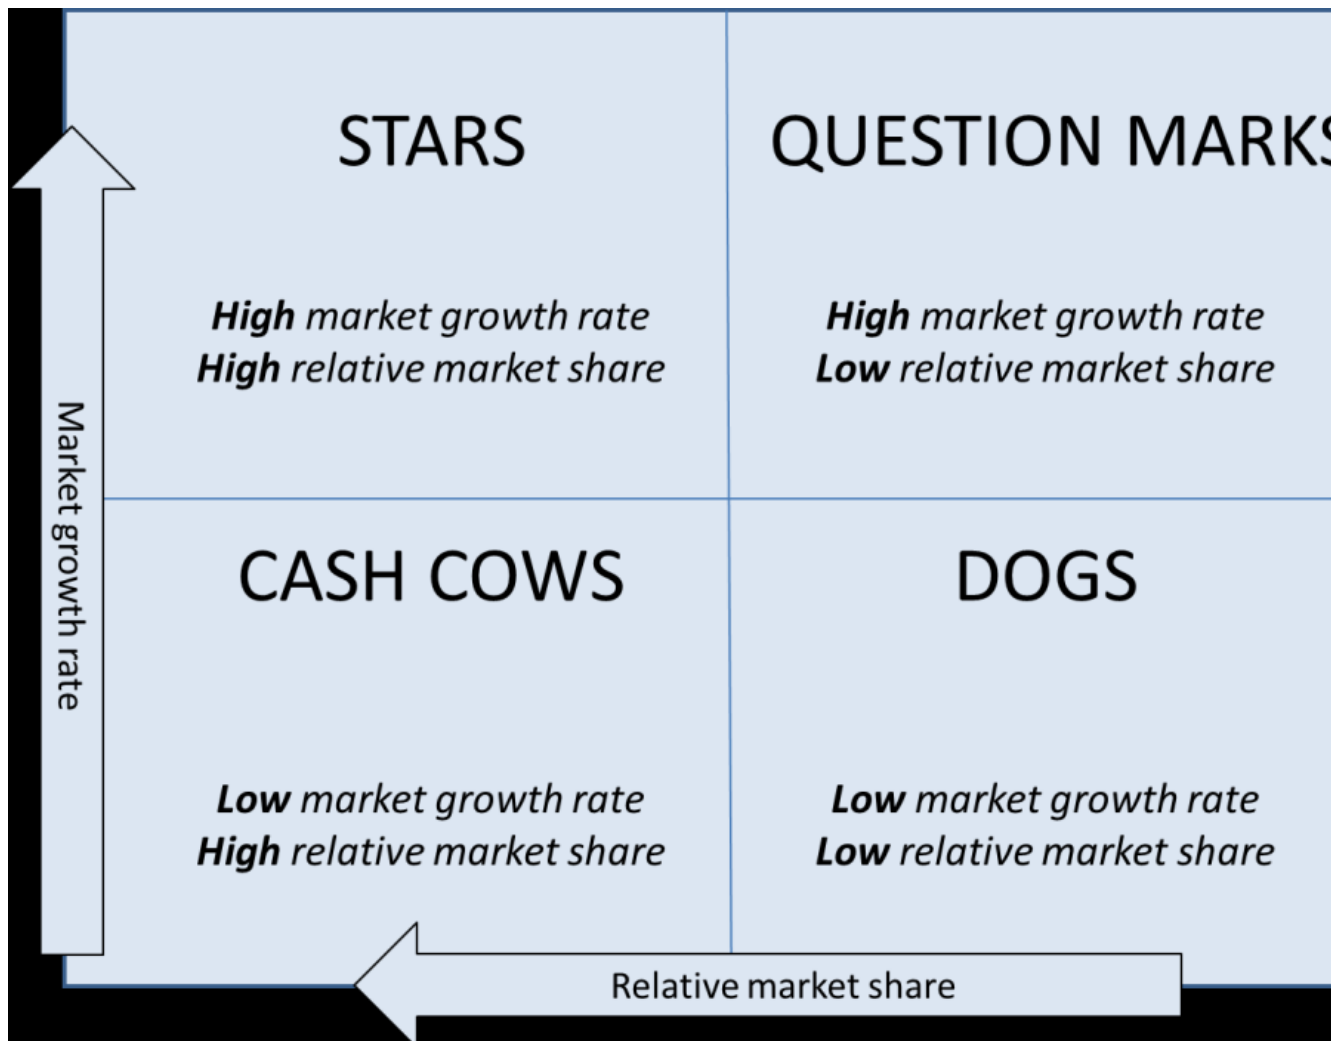 STARS
QUESTION MARKS
High market growth rate
High relative market share
High market growth rate
Low relative market share
Market growth rate
CASH COWS
DOGS
Low market growth rate
High relative market share
Low market growth rate
Low relative market share
Relative market share